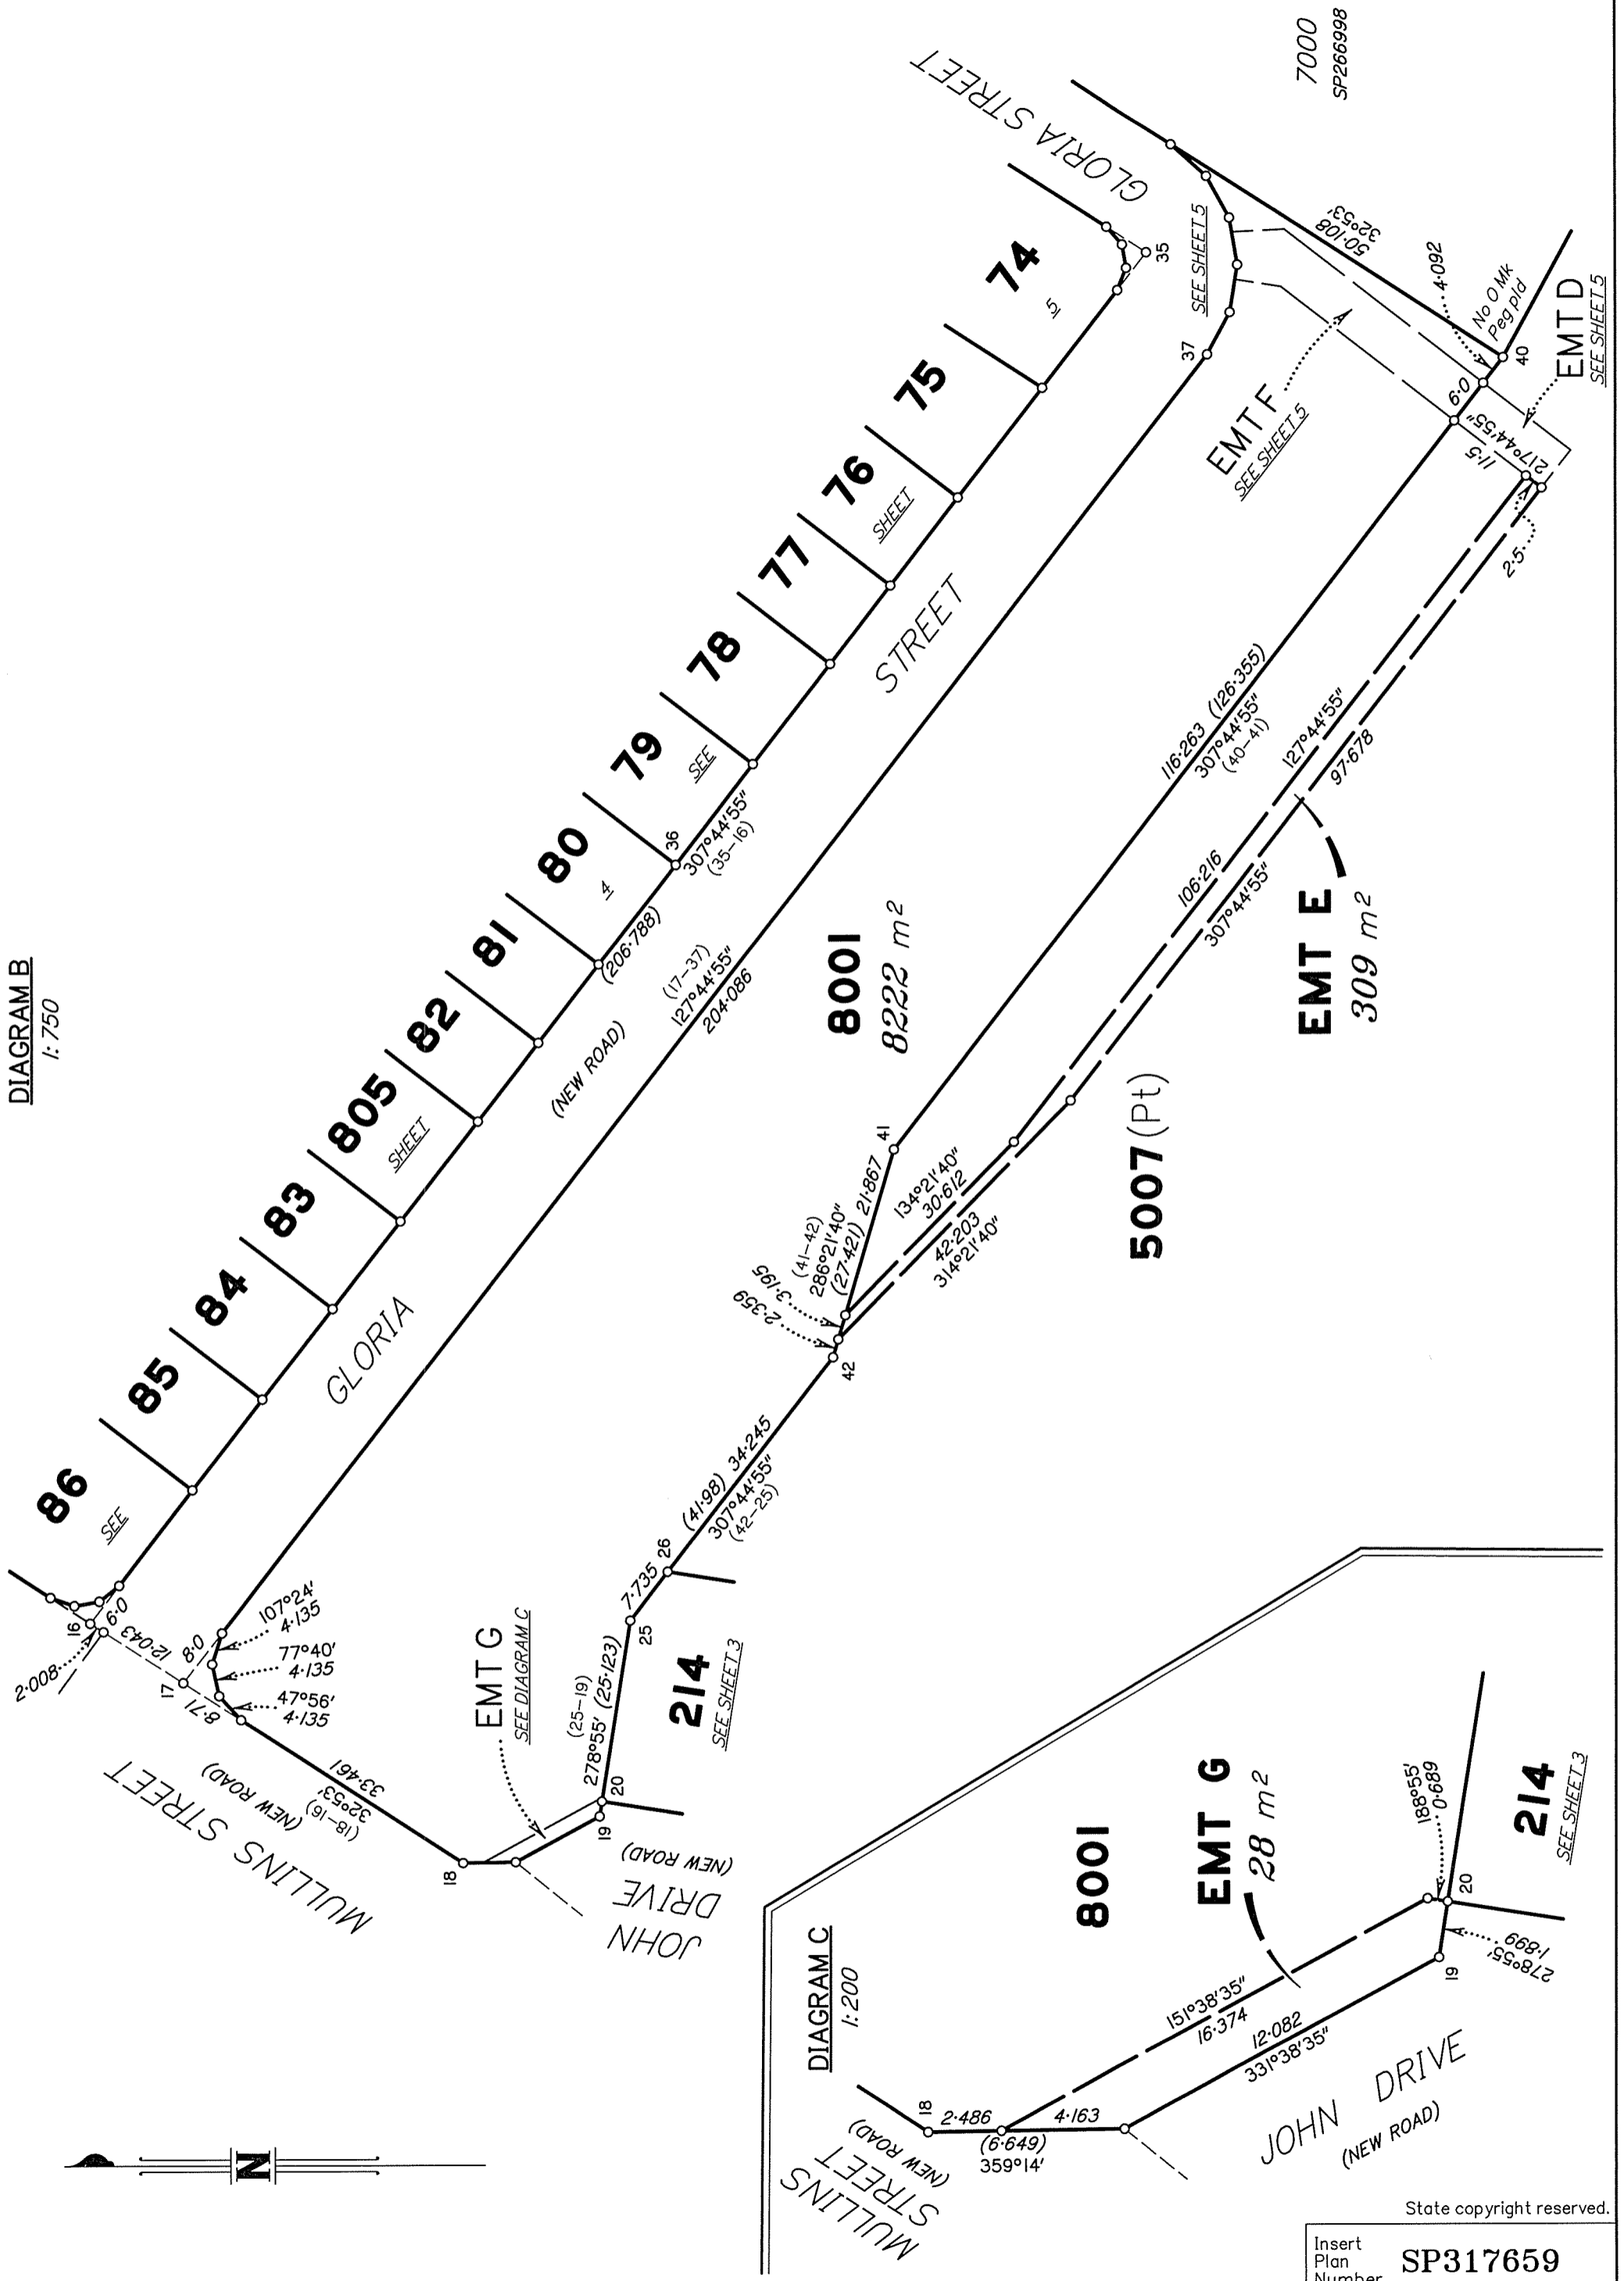 DIAGRAM B
1:750
86
SEE
85
84
83
805
SHEET
82
81
80
4
79
SEE
78
77
76
SHEET
75
74
5
GLORIA STREET
7000
SP266998
16
2·008
6·0
12·043
17
8·0
8·71
107°24'
4·135
77°40'
4·135
47°56'
4·135
GLORIA
(NEW ROAD)
STREET
(206·788)
36
307°44'55"
(35-16)
(17-37)
127°44'55"
204·086
35
37
SEE SHEET 5
50·108
32°53'
4·092
No O Mk
Peg pld
40
6·0
EMT D
SEE SHEET 5
EMT F
SEE SHEET 5
217°44'55"
11·5
2·5
MULLINS STREET
(NEW ROAD)
33·461
32°53'
(18-16)
18
EMT G
SEE DIAGRAM C
19
20
(25-19)
278°55' (25·123)
25
7·735
26
214
SEE SHEET 3
JOHN
DRIVE
(NEW ROAD)
(41·98) 34·245
307°44'55"
(42-25)
42
2·359
3·195
(41-42)
286°21'40"
(27·421) 21·867
41
8001
8222 m²
116·263 (126·355)
307°44'55"
(40-41)
134°21'40"
30·612
42·203
314°21'40"
106·216
127°44'55"
307°44'55"
97·678
EMT E
309 m²
5007(Pt)
N
DIAGRAM C
1:200
MULLINS
STREET
(NEW ROAD)
18
2·486
4·163
(6·649)
359°14'
8001
EMT G
28 m²
151°38'35"
16·374
12·082
331°38'35"
JOHN DRIVE
(NEW ROAD)
188°55'
0·689
20
19
278°55'
1·899
214
SEE SHEET 3
State copyright reserved.
Insert
Plan
Number
SP317659